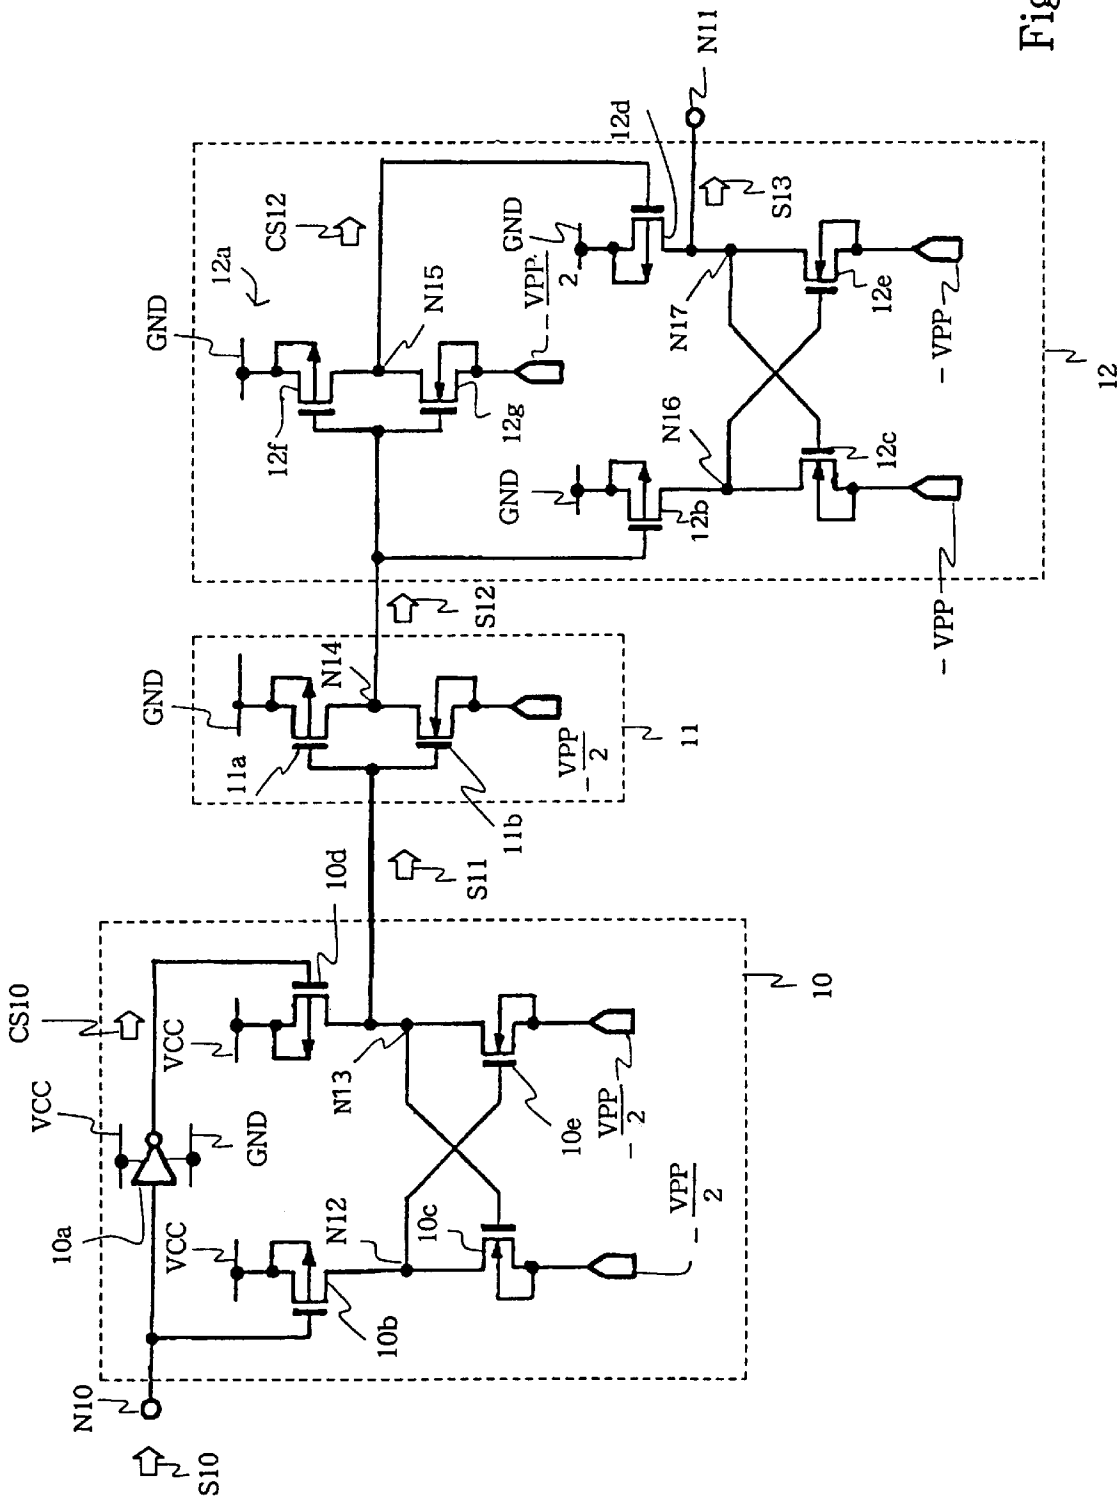 Fig
N10
S10
10a
VCC
GND
CS10
VCC
10b
N12
10c
- VPP
2
VCC
10d
N13
10e
- VPP
2
10
S11
GND
11a
N14
11b
- VPP
2
11
S12
GND
12a
CS12
12f
N15
12g
- VPP
2
GND
12b
N16
12c
- VPP
GND
12d
N17
12e
- VPP
S13
N11
12